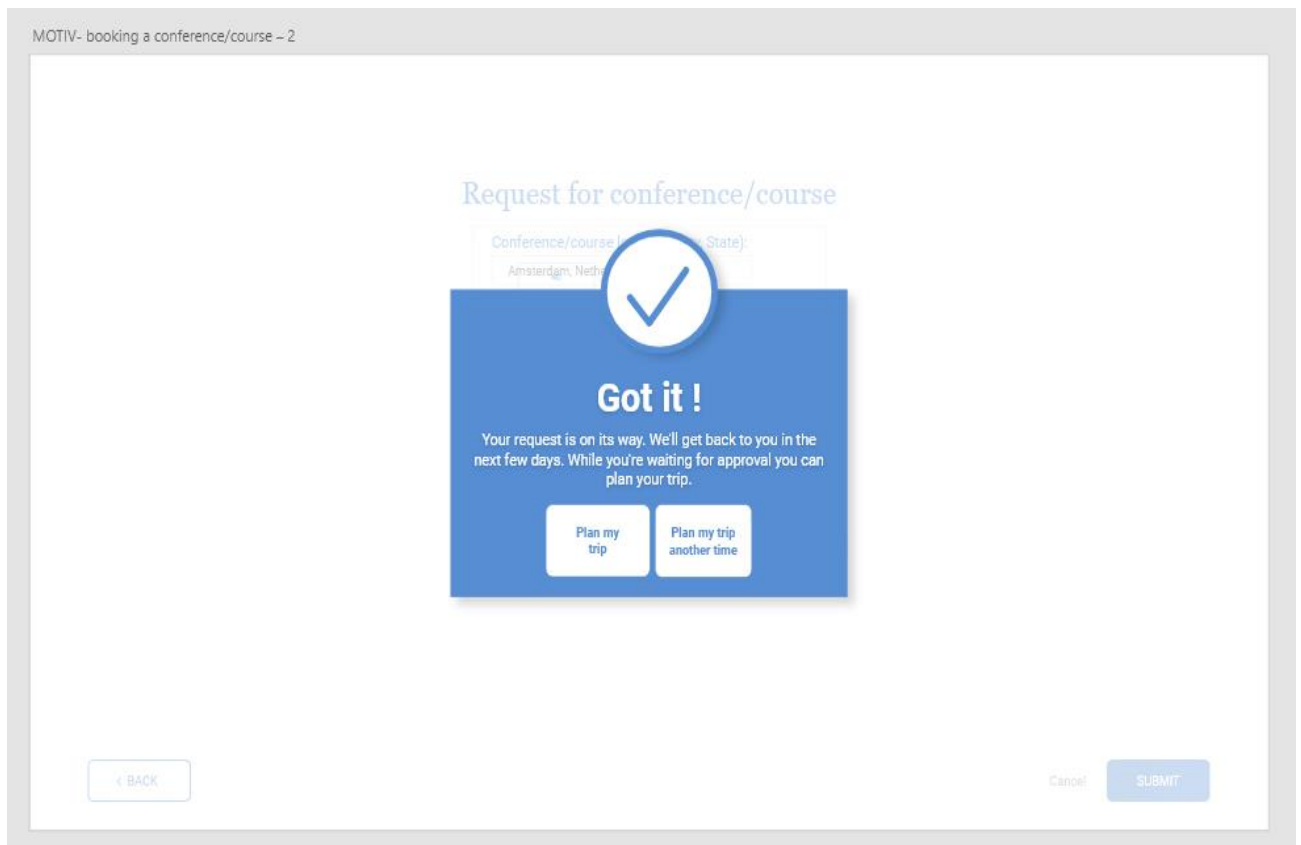 MOTIV- booking a conference/course – 2
Request for conference/course
Conference/course State):
Amsterdam,
Got it !
Your request is on its way. We'll get back to you in the
next few days. While you're waiting for approval you can
plan your trip.
Plan my
trip
Plan my trip
another time
< BACK
Cancel
SUBMIT